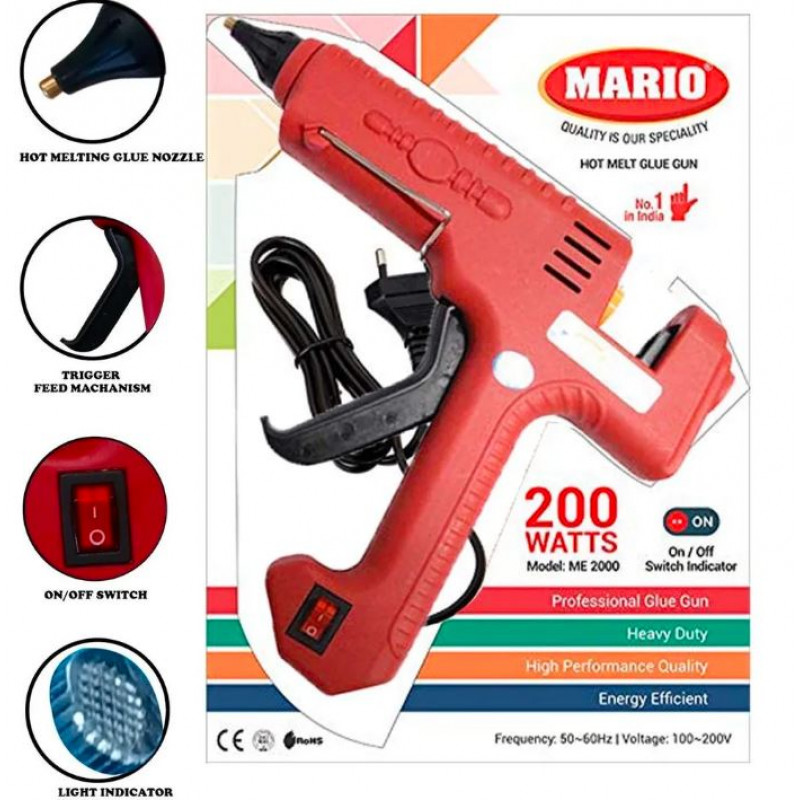 HOT MELTING GLUE NOZZLE
TRIGGER
FEED MACHANISM
ON/OFF SWITCH
LIGHT INDICATOR
MARIO®
QUALITY IS OUR SPECIALITY
HOT MELT GLUE GUN
No.1
in India
200
WATTS
Model: ME 2000
ON
On / Off
Switch Indicator
Professional Glue Gun
Heavy Duty
High Performance Quality
Energy Efficient
CE
RoHS
Frequency: 50~60Hz | Voltage: 100~200V